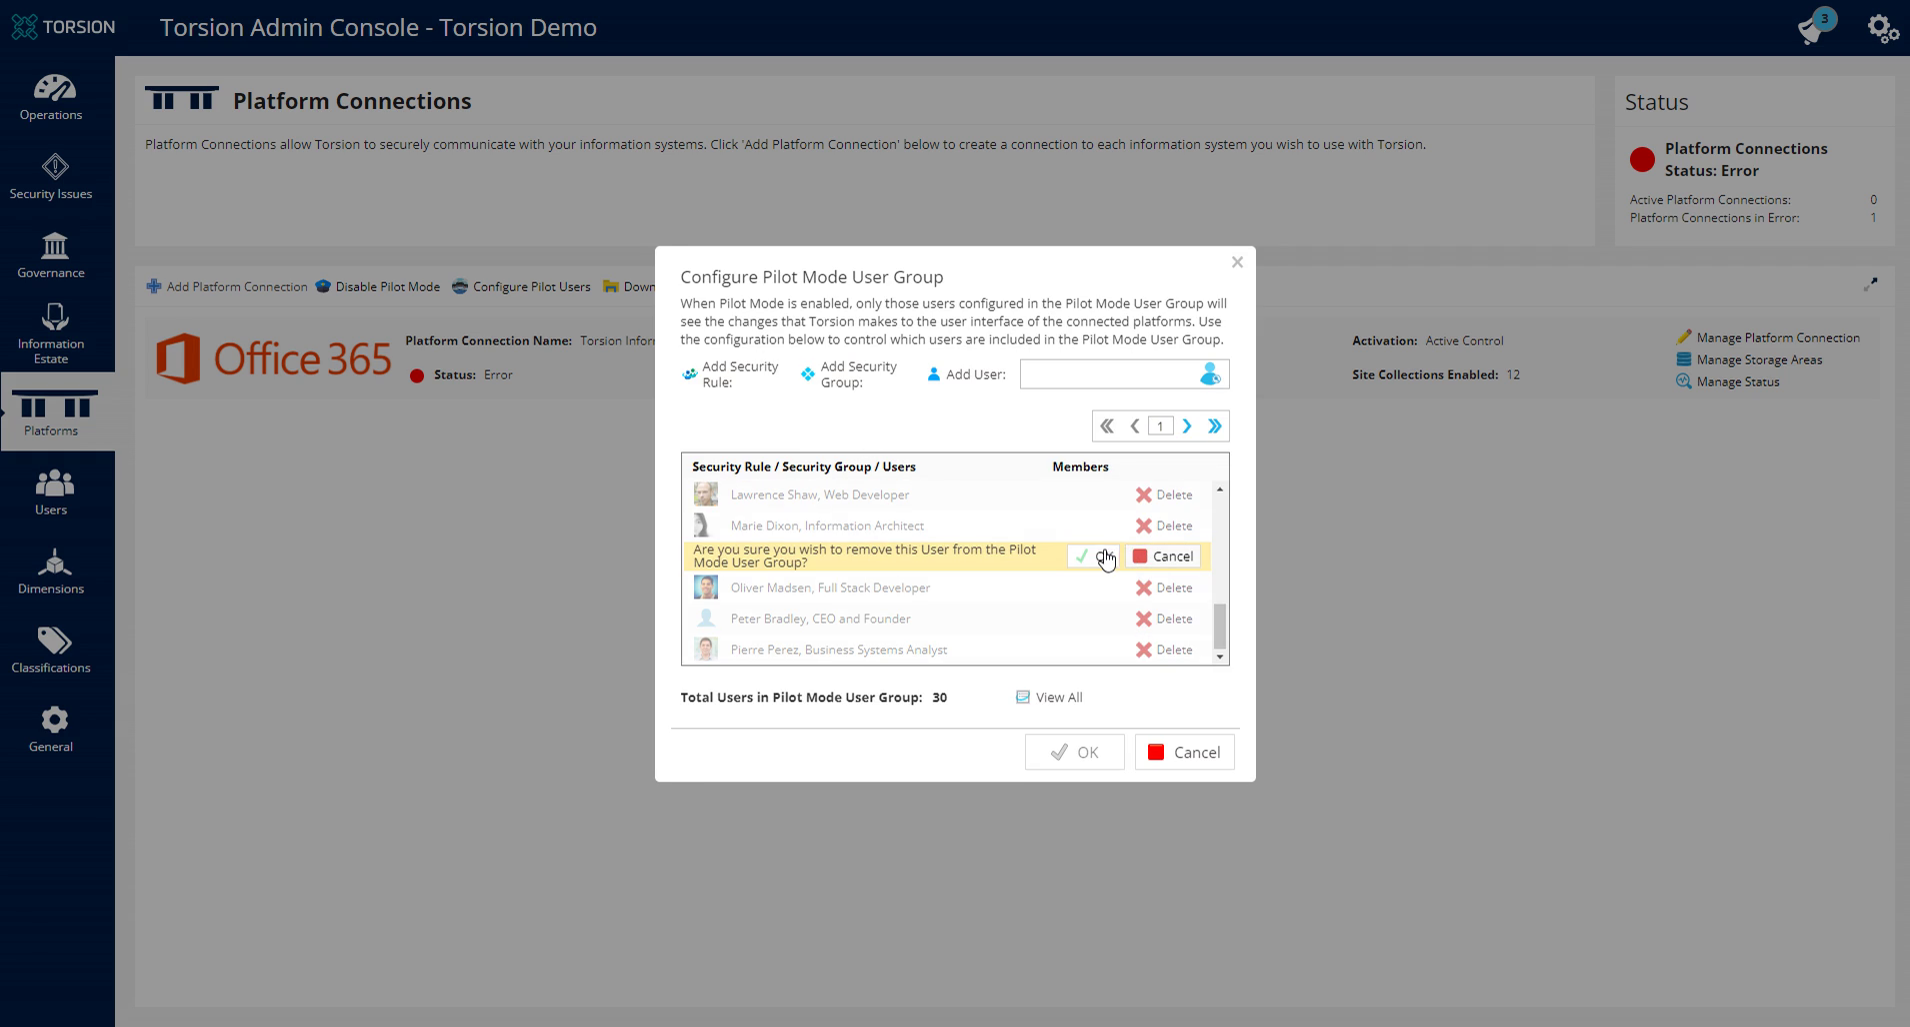 TORSION
Torsion Admin Console - Torsion Demo
3
Operations
Security Issues
Governance
Information
Estate
Platforms
Users
Dimensions
Classifications
General
Platform Connections
Platform Connections allow Torsion to securely communicate with your information systems. Click 'Add Platform Connection' below to create a connection to each information system you wish to use with Torsion.
Status
Platform Connections
Status: Error
Active Platform Connections: 0
Platform Connections in Error: 1
Add Platform Connection Disable Pilot Mode Configure Pilot Users
Office 365
Platform Connection Name: Torsion
Status: Error
Activation: Active Control
Site Collections Enabled: 12
Manage Platform Connection
Manage Storage Areas
Manage Status
Configure Pilot Mode User Group
When Pilot Mode is enabled, only those users configured in the Pilot Mode User Group will
see the changes that Torsion makes to the user interface of the connected platforms. Use
the configuration below to control which users are included in the Pilot Mode User Group.
Add Security
Rule:
Add Security
Group:
Add User:
1
Security Rule / Security Group / Users Members
Lawrence Shaw, Web Developer Delete
Marie Dixon, Information Architect Delete
Are you sure you wish to remove this User from the Pilot
Mode User Group?
Cancel
Oliver Madsen, Full Stack Developer Delete
Peter Bradley, CEO and Founder Delete
Pierre Perez, Business Systems Analyst Delete
Total Users in Pilot Mode User Group: 30 View All
OK Cancel